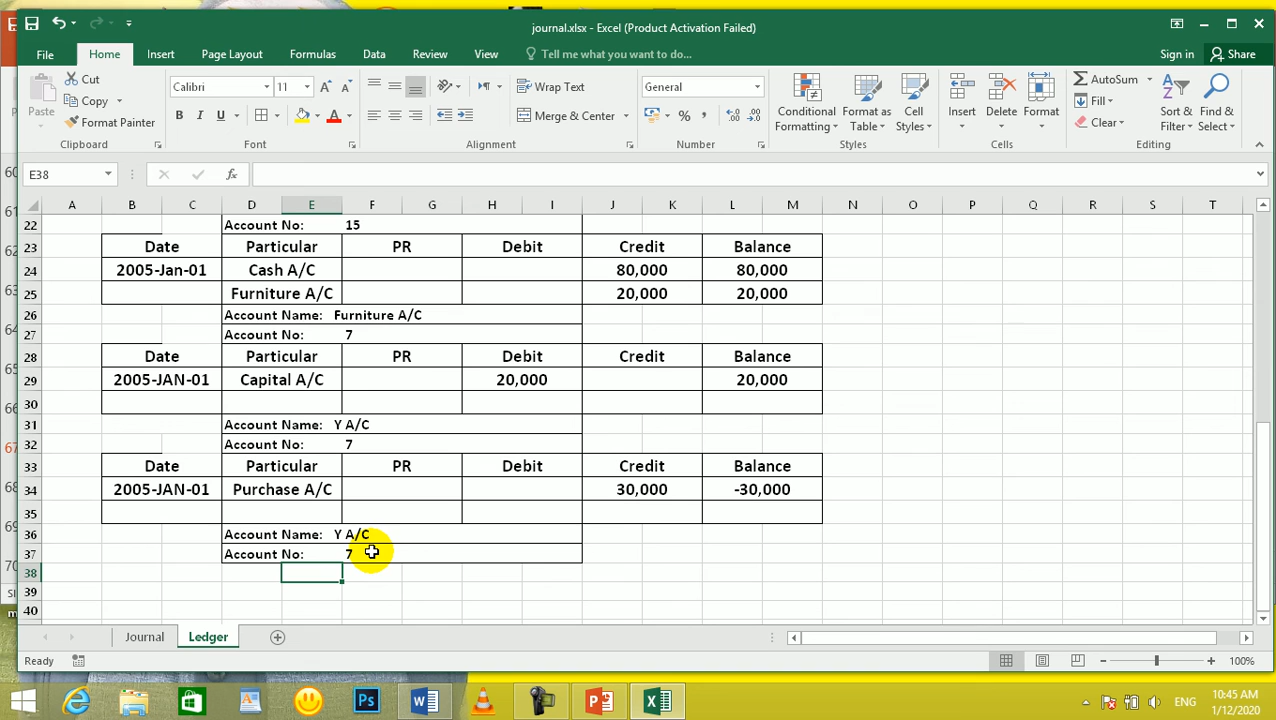 journal.xlsx - Excel (Product Activation Failed)
File Home Insert Page Layout Formulas Data Review View Tell me what you want to do... Sign in Share
Paste
Cut
Copy
Format Painter
Clipboard
Calibri 11
B I U
Font
Wrap Text
Merge & Center
Alignment
General
%
Number
Conditional Formatting
Format as Table
Cell Styles
Styles
Insert Delete Format
Cells
AutoSum
Fill
Clear
Sort & Filter
Find & Select
Editing
E38 fx
A B C D E F G H I J K L M N O P Q R S T
22 Account No: 15
23 Date Particular PR Debit Credit Balance
24 2005-Jan-01 Cash A/C 80,000 80,000
25 Furniture A/C 20,000 20,000
26 Account Name: Furniture A/C
27 Account No: 7
28 Date Particular PR Debit Credit Balance
29 2005-JAN-01 Capital A/C 20,000 20,000
30
31 Account Name: Y A/C
32 Account No: 7
33 Date Particular PR Debit Credit Balance
34 2005-JAN-01 Purchase A/C 30,000 -30,000
35
36 Account Name: Y A/C
37 Account No: 7
38
39
40
Journal Ledger
Ready 100%
ENG
10:45 AM
1/12/2020